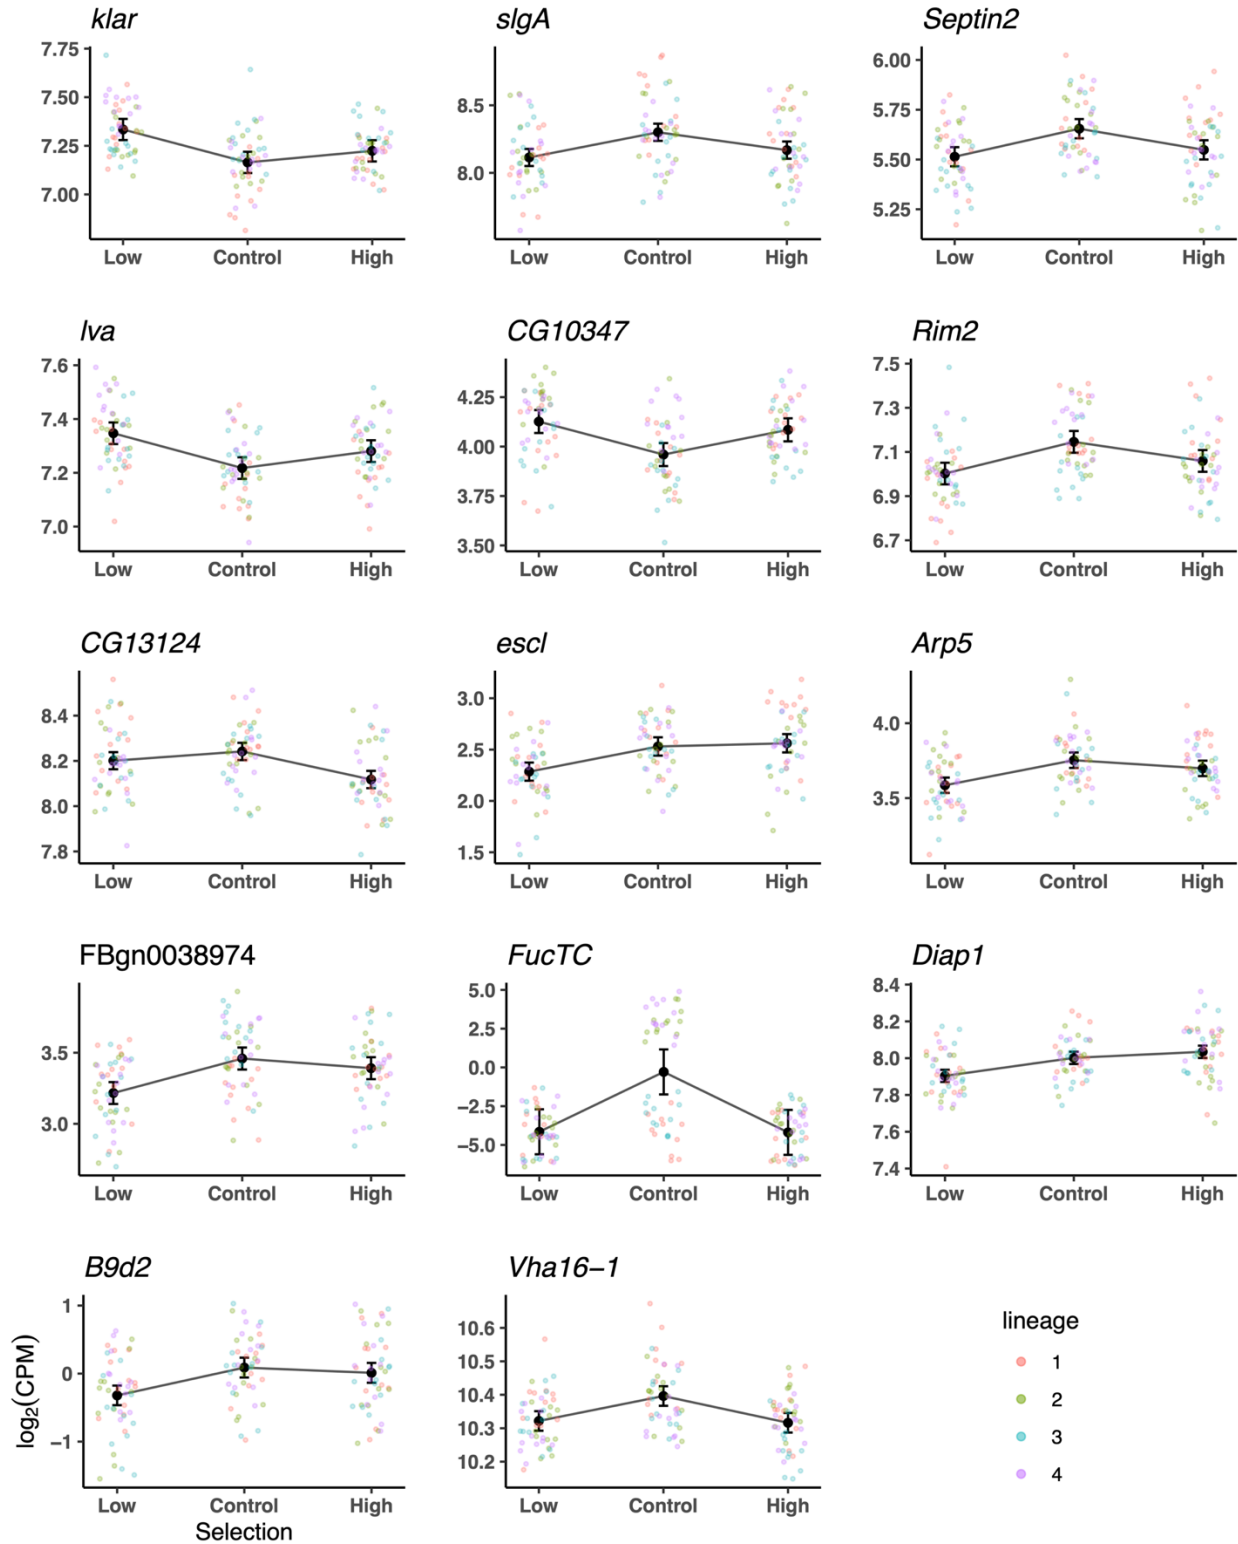 klar
7.75
7.50
7.25
7.00
Low Control High
slgA
8.5
8.0
Low Control High
Septin2
6.00
5.75
5.50
5.25
Low Control High
lva
7.6
7.4
7.2
7.0
Low Control High
CG10347
4.25
4.00
3.75
3.50
Low Control High
Rim2
7.5
7.3
7.1
6.9
6.7
Low Control High
CG13124
8.4
8.2
8.0
7.8
Low Control High
escl
3.0
2.5
2.0
1.5
Low Control High
Arp5
4.0
3.5
Low Control High
FBgn0038974
3.5
3.0
Low Control High
FucTC
5.0
2.5
0.0
−2.5
−5.0
Low Control High
Diap1
8.4
8.2
8.0
7.8
7.6
7.4
Low Control High
B9d2
log₂(CPM)
1
0
−1
Low Control High
Selection
Vha16−1
10.6
10.5
10.4
10.3
10.2
Low Control High
lineage
1
2
3
4